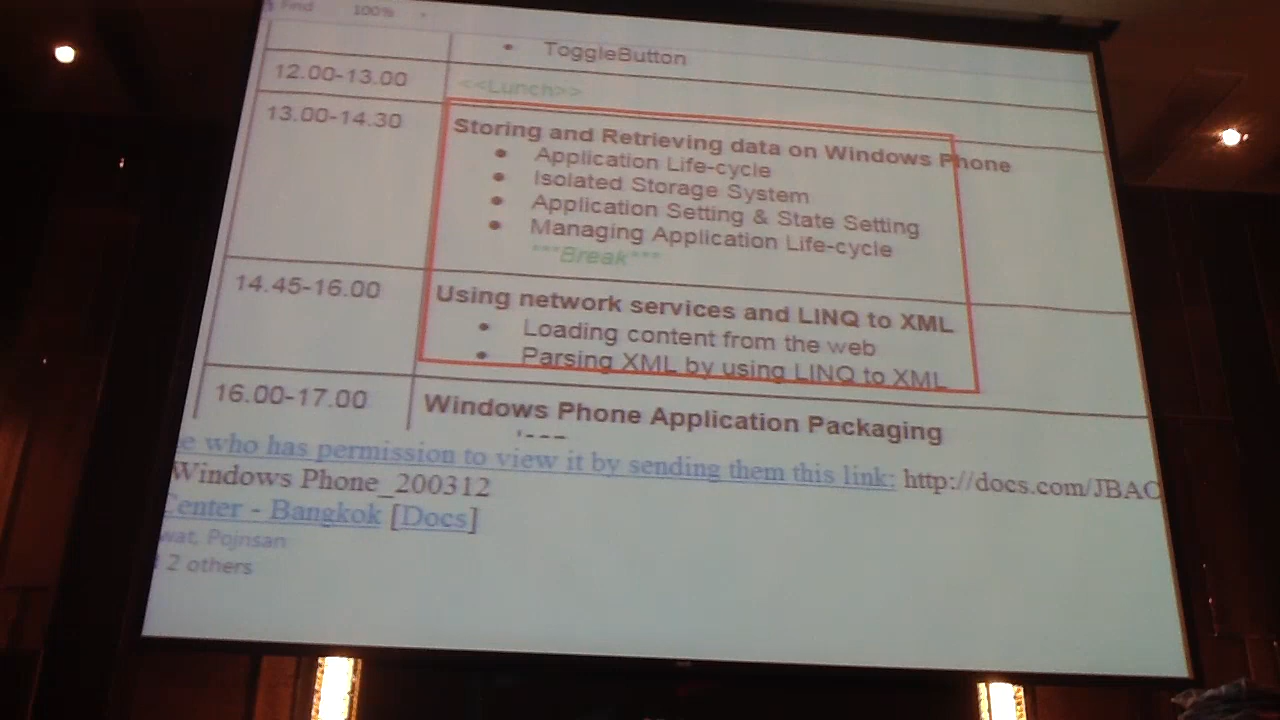 Find 100%
• ToggleButton
12.00-13.00 <<Lunch>>
13.00-14.30 Storing and Retrieving data on Windows Phone
• Application Life-cycle
• Isolated Storage System
• Application Setting & State Setting
• Managing Application Life-cycle
***Break***
14.45-16.00 Using network services and LINQ to XML
• Loading content from the web
• Parsing XML by using LINQ to XML
16.00-17.00 Windows Phone Application Packaging
e who has permission to view it by sending them this link: http://docs.com/JBAC
Windows Phone_200312
Center - Bangkok [Docs]
wat, Pojnsan
2 others